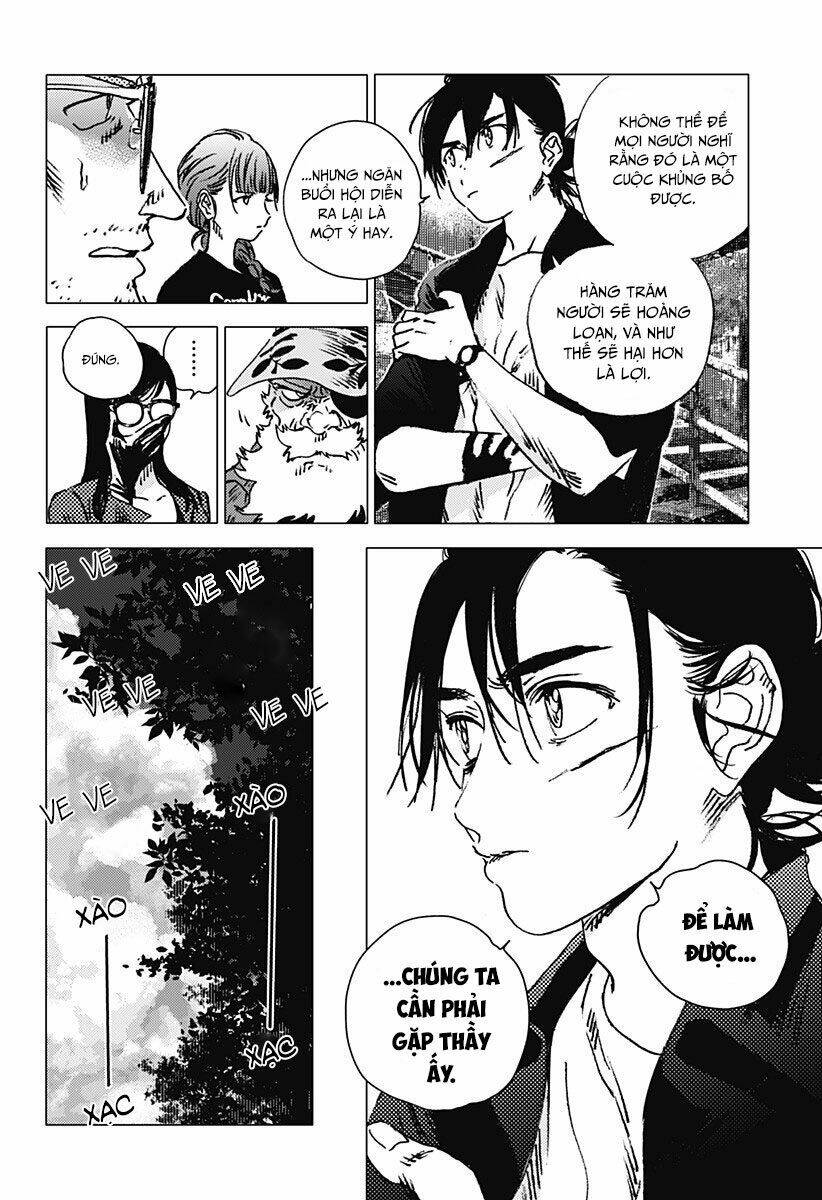 KHÔNG THỂ ĐỂ
MỌI NGƯỜI NGHĨ
RẰNG ĐÓ LÀ MỘT
CUỘC KHỦNG BỐ
ĐƯỢC.
HÀNG TRĂM
NGƯỜI SẼ HOẢNG
LOẠN, VÀ NHƯ
THẾ SẼ HẠI HƠN
LÀ LỢI.
...NHƯNG NGĂN
BUỔI HỘI DIỄN
RA LẠI LÀ
MỘT Ý HAY.
......
ĐÚNG.
VE VE
VE VE
VE VE
VE VE
VE VE
XÀO
XẠC
XÀO
XẠC
ĐỂ LÀM
ĐƯỢC...
...CHÚNG TA
CẦN PHẢI
GẶP THẦY
ẤY.